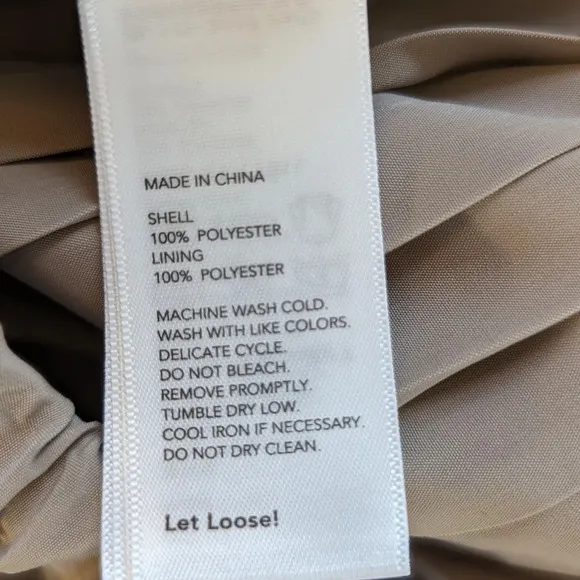 MADE IN CHINA
SHELL
100% POLYESTER
LINING
100% POLYESTER
MACHINE WASH COLD.
WASH WITH LIKE COLORS.
DELICATE CYCLE.
DO NOT BLEACH.
REMOVE PROMPTLY.
TUMBLE DRY LOW.
COOL IRON IF NECESSARY.
DO NOT DRY CLEAN.
Let Loose!